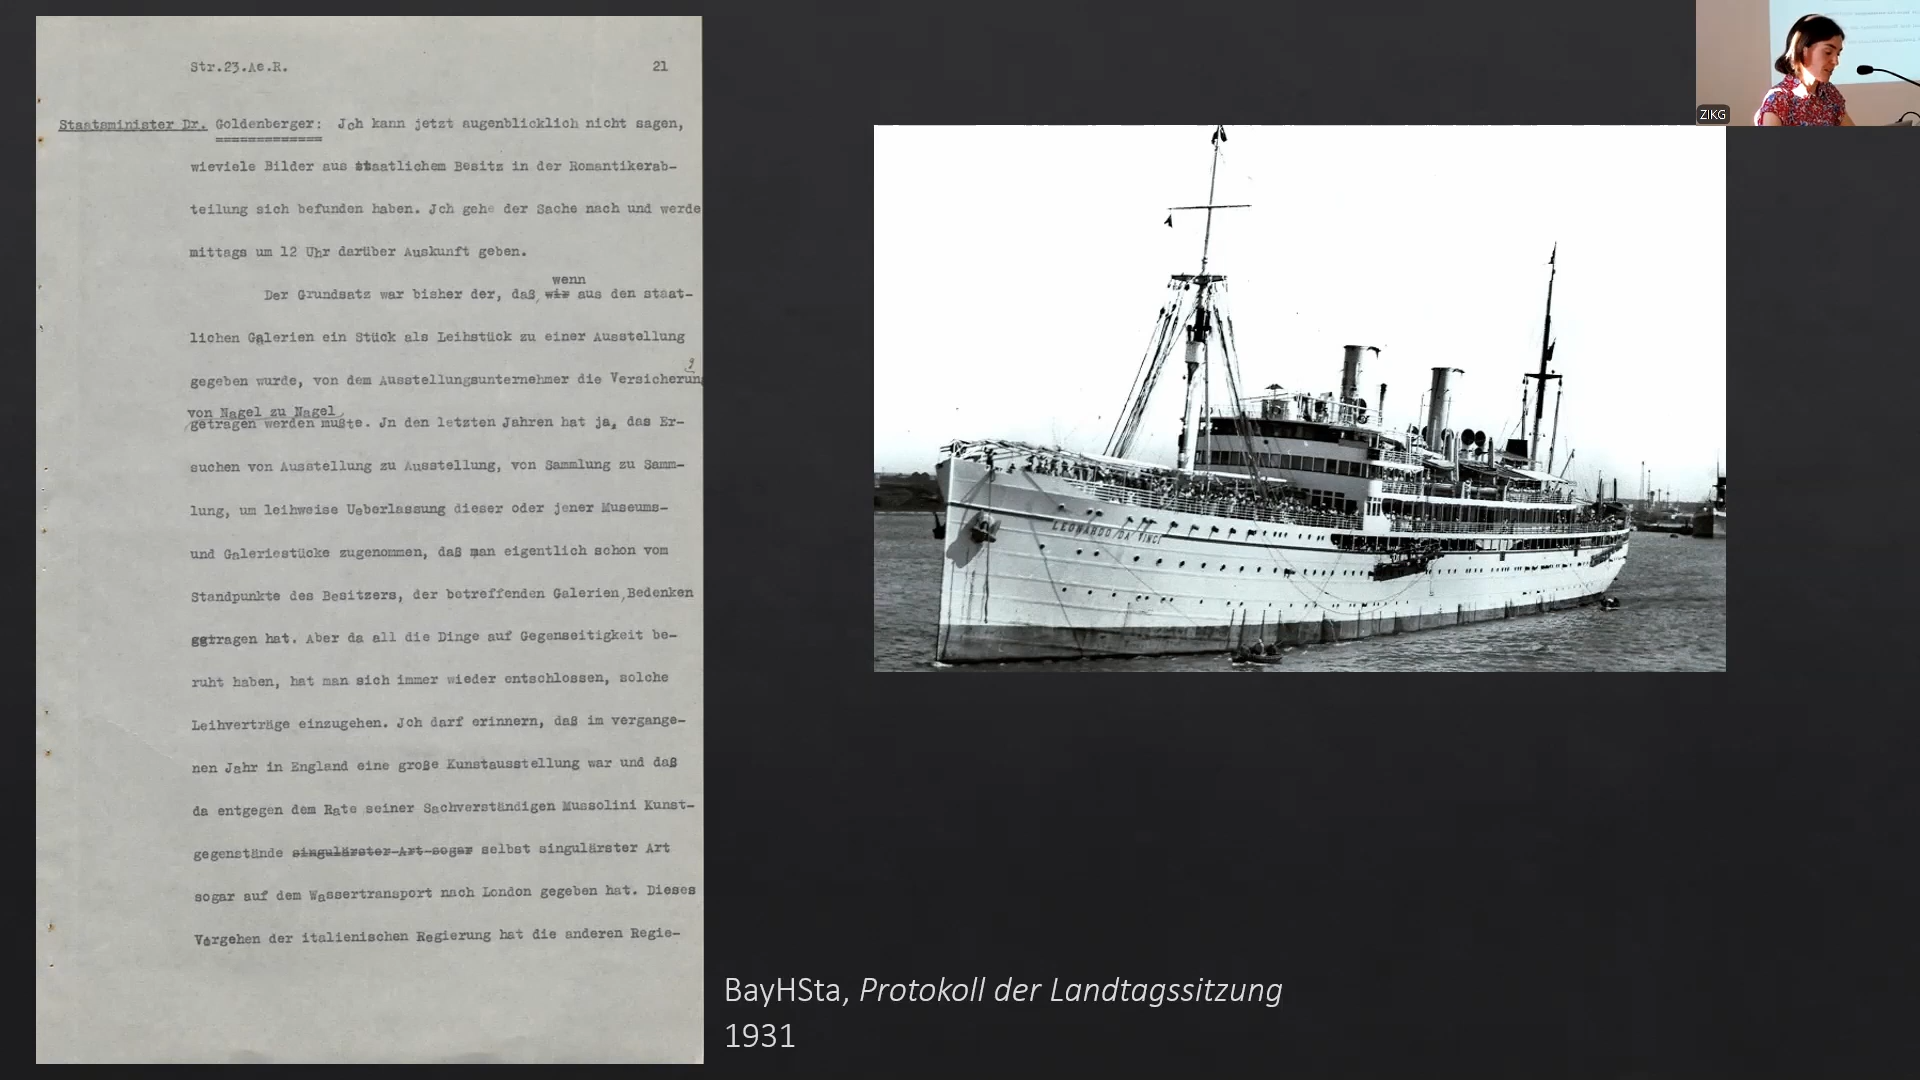 Str.23.Ae.R.
21
Staatsminister Dr. Goldenberger: Jch kann jetzt augenblicklich nicht sagen,
wieviele Bilder aus staatlichem Besitz in der Romantikerab-
teilung sich befunden haben. Jch gehe der Sache nach und werde
mittags um 12 Uhr darüber Auskunft geben.
wenn
Der Grundsatz war bisher der, daß, wir aus den staat-
lichen Galerien ein Stück als Leihstück zu einer Ausstellung
gegeben wurde, von dem Ausstellungsunternehmer die Versicherung
von Nagel zu Nagel
getragen werden mußte. Jn den letzten Jahren hat ja, das Er-
suchen von Ausstellung zu Ausstellung, von Sammlung zu Samm-
lung, um leihweise Ueberlassung dieser oder jener Museums-
und Galeriestücke zugenommen, daß man eigentlich schon vom
Standpunkte des Besitzers, der betreffenden Galerien,Bedenken
ggtragen hat. Aber da all die Dinge auf Gegenseitigkeit be-
ruht haben, hat man sich immer wieder entschlossen, solche
Leihverträge einzugehen. Jch darf erinnern, daß im vergange-
nen Jahr in England eine große Kunstausstellung war und daß
da entgegen dem Rate seiner Sachverständigen Mussolini Kunst-
gegenstände singulärster Art sogar selbst singulärster Art
sogar auf dem Wassertransport nach London gegeben hat. Dieses
Vorgehen der italienischen Regierung hat die anderen Regie-
LEONARDO DA VINCI
BayHSta, Protokoll der Landtagssitzung
1931
ZIKG